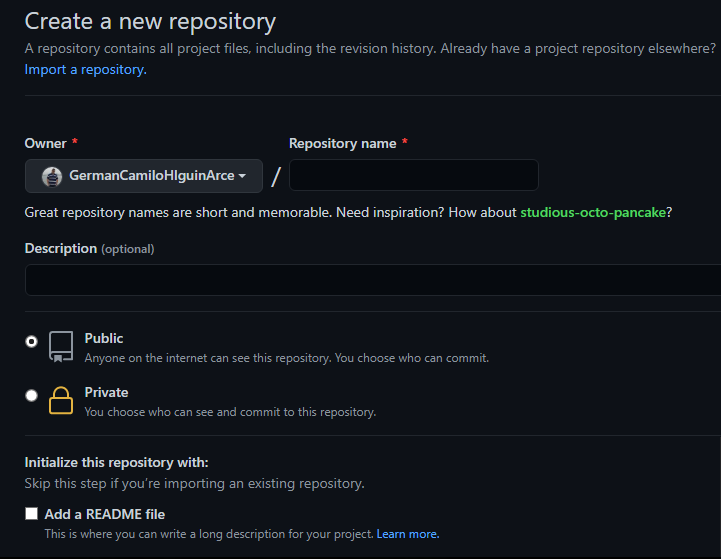 Create a new repository
A repository contains all project files, including the revision history. Already have a project repository elsewhere?
Import a repository.
Owner * Repository name *
GermanCamiloHIguinArce /
Great repository names are short and memorable. Need inspiration? How about studious-octo-pancake?
Description (optional)
Public
Anyone on the internet can see this repository. You choose who can commit.
Private
You choose who can see and commit to this repository.
Initialize this repository with:
Skip this step if you're importing an existing repository.
Add a README file
This is where you can write a long description for your project. Learn more.